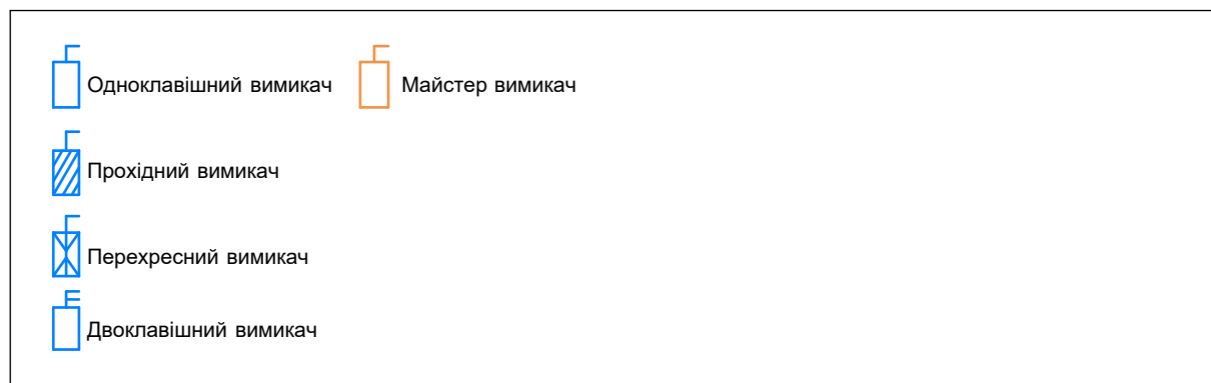 Одноклавішний вимикач
Майстер вимикач
Прохідний вимикач
Перехресний вимикач
Двоклавішний вимикач